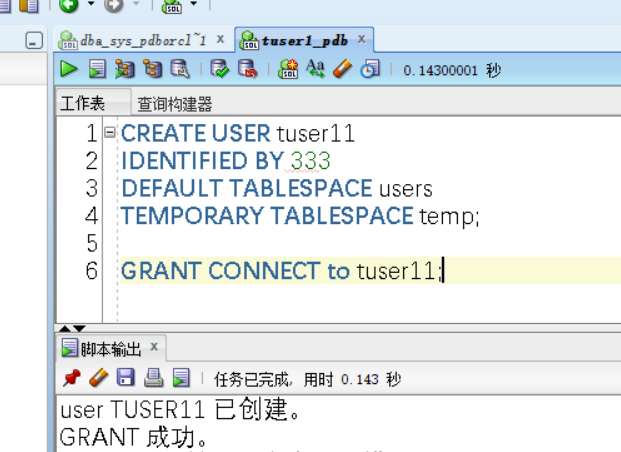 dba_sys_pdborcl~1
tuser1_pdb
0.14300001 秒
工作表 查询构建器
1 CREATE USER tuser11
2 IDENTIFIED BY 333
3 DEFAULT TABLESPACE users
4 TEMPORARY TABLESPACE temp;
5
6 GRANT CONNECT to tuser11;
脚本输出
任务已完成, 用时 0.143 秒
user TUSER11 已创建。
GRANT 成功。